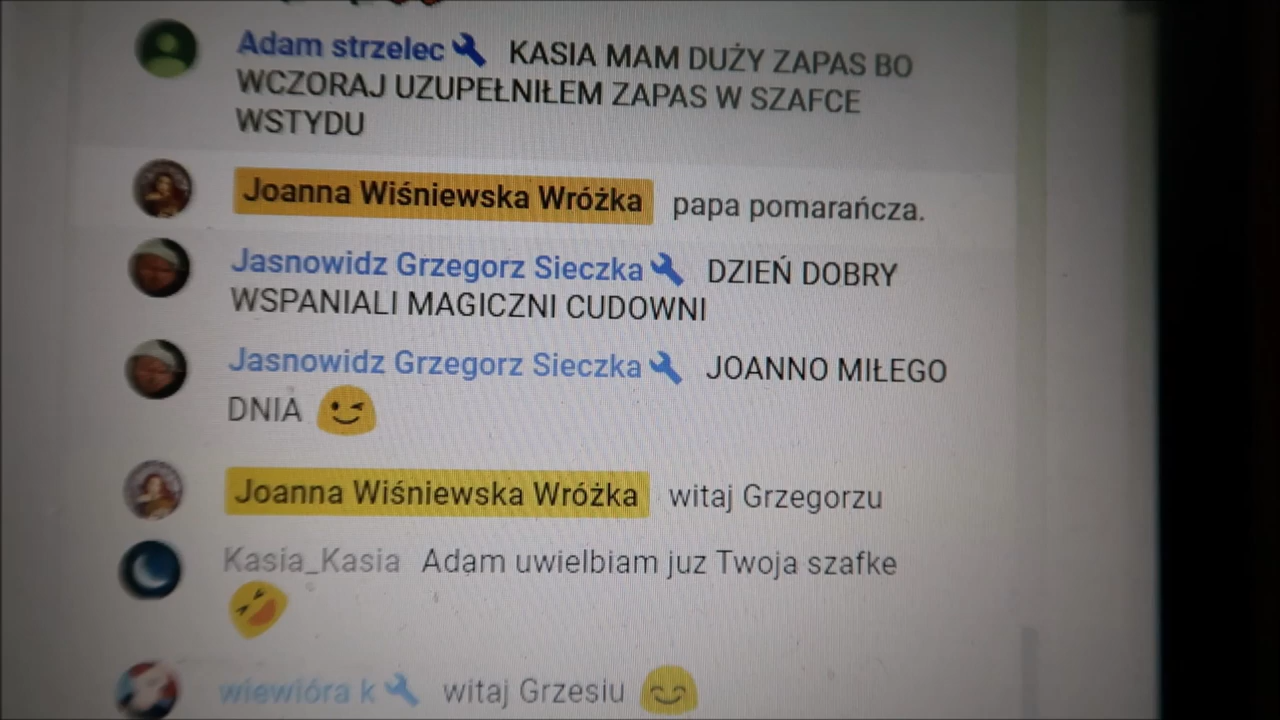 Adam strzelec KASIA MAM DUŻY ZAPAS BO
WCZORAJ UZUPEŁNIŁEM ZAPAS W SZAFCE
WSTYDU
Joanna Wiśniewska Wróżka papa pomarańcza.
Jasnowidz Grzegorz Sieczka DZIEŃ DOBRY
WSPANIALI MAGICZNI CUDOWNI
Jasnowidz Grzegorz Sieczka JOANNO MIŁEGO
DNIA
Joanna Wiśniewska Wróżka witaj Grzegorzu
Kasia_Kasia Adam uwielbiam juz Twoja szafke
wiewióra k witaj Grzesiu